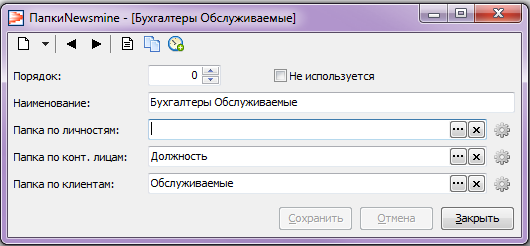 ПапкиNewsmine - [Бухгалтеры Обслуживаемые]
Порядок: 0 Не используется
Наименование: Бухгалтеры Обслуживаемые
Папка по личностям:
Папка по конт. лицам: Должность
Папка по клиентам: Обслуживаемые
Сохранить Отмена Закрыть